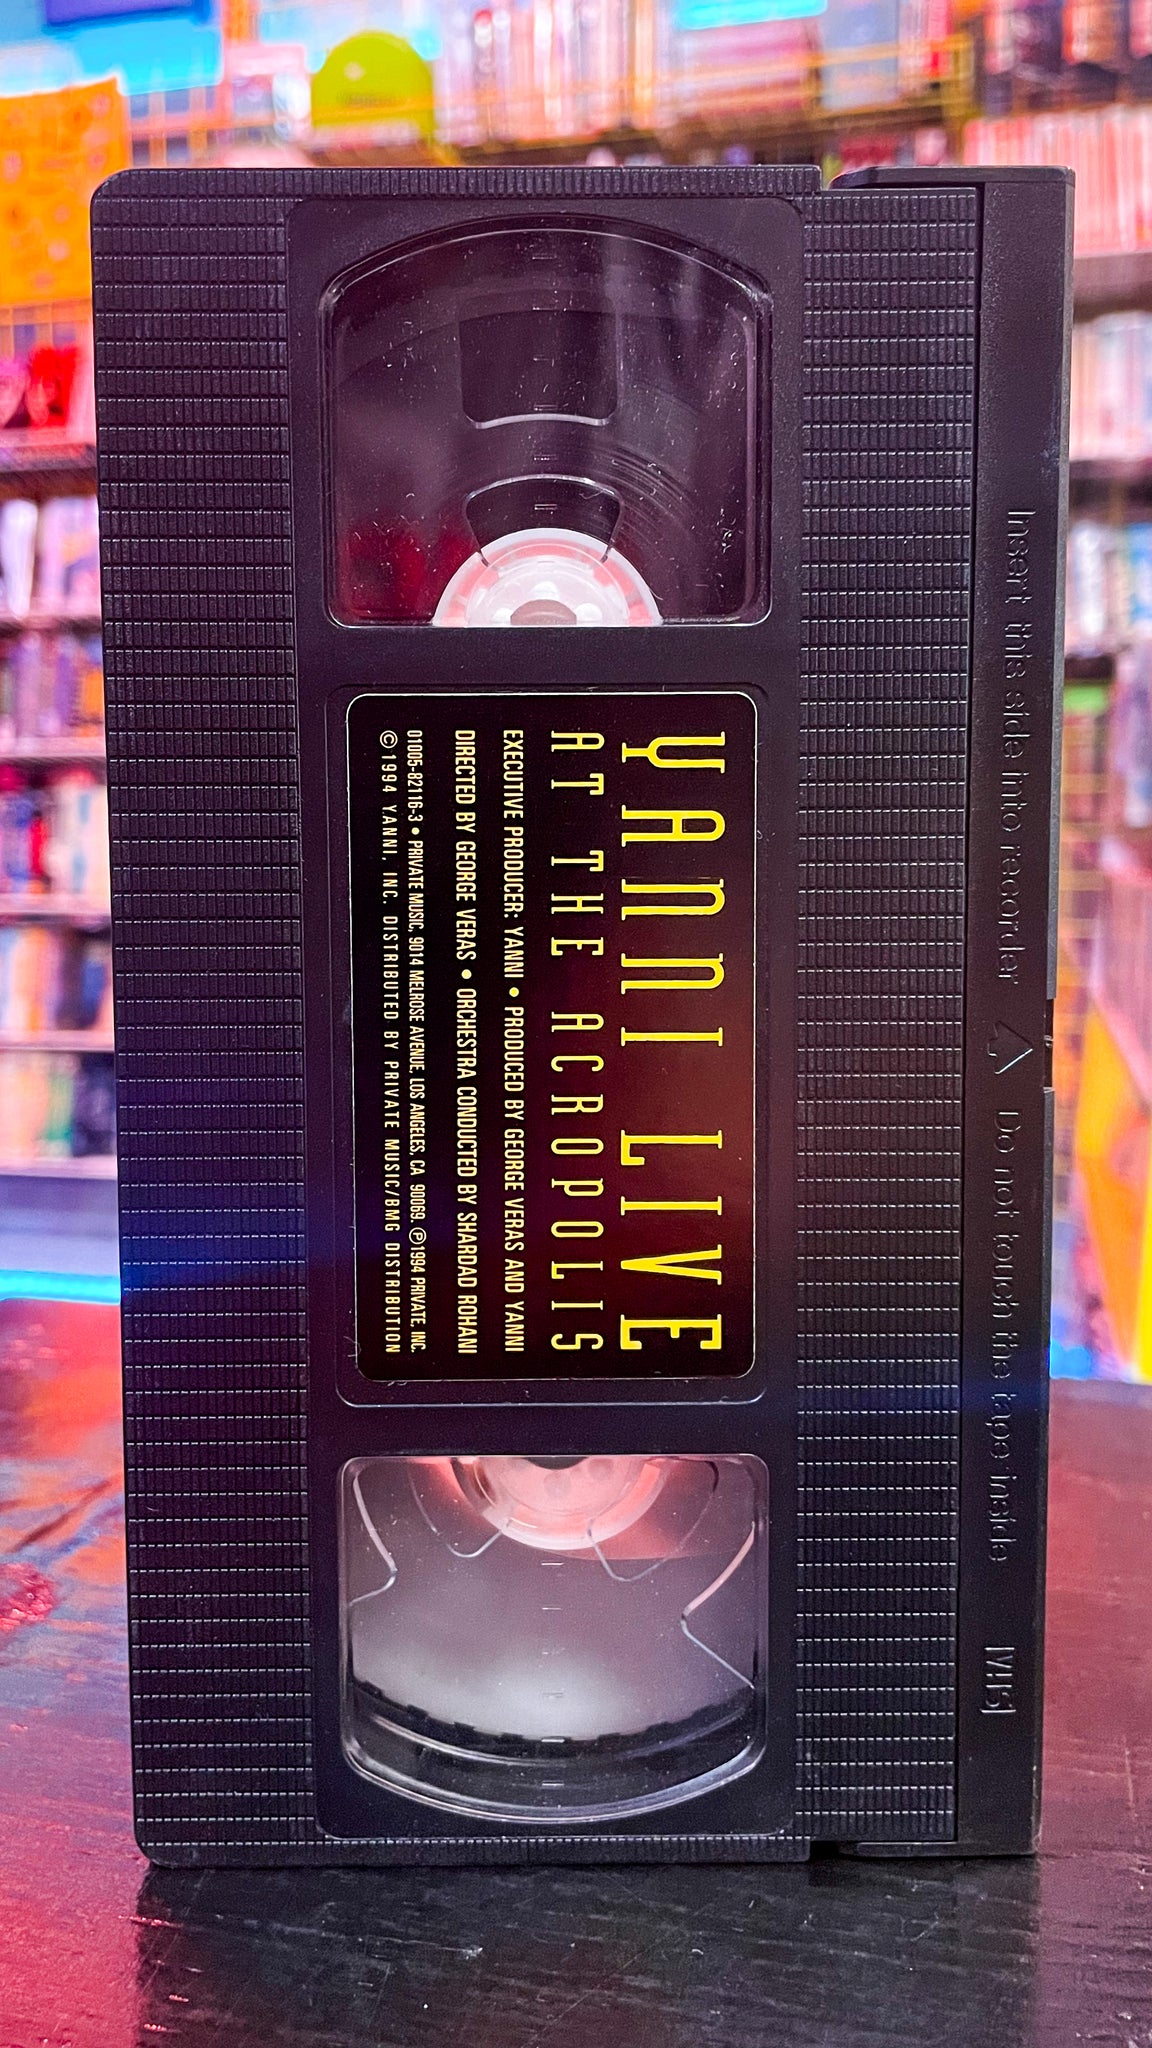 YANNI LIVE
AT THE ACROPOLIS
EXECUTIVE PRODUCER: YANNI • PRODUCED BY GEORGE VERAS AND YANNI
DIRECTED BY GEORGE VERAS • ORCHESTRA CONDUCTED BY SHARDAD ROHANI
01005-82116-3 • PRIVATE MUSIC, 9014 MELROSE AVENUE, LOS ANGELES, CA 90069. ℗1994 PRIVATE, INC.
©1994 YANNI, INC. DISTRIBUTED BY PRIVATE MUSIC/BMG DISTRIBUTION
Insert this side into recorder △ Do not touch the tape inside
VHS